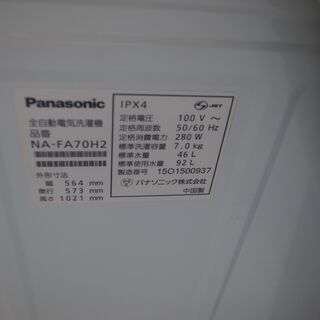 Panasonic
全自動電気洗濯機
品番
NA-FA70H2
外形寸法
幅 564 mm
奥行 573 mm
高さ 1021 mm
IPX4
JET
定格電圧 100 V ～
定格周波数 50/60 Hz
定格消費電力 280 W
標準洗濯容量 7.0 kg
標準水量 46 L
標準使用水量 92 L
製造番号 15O1500937
パナソニック株式会社
中国製